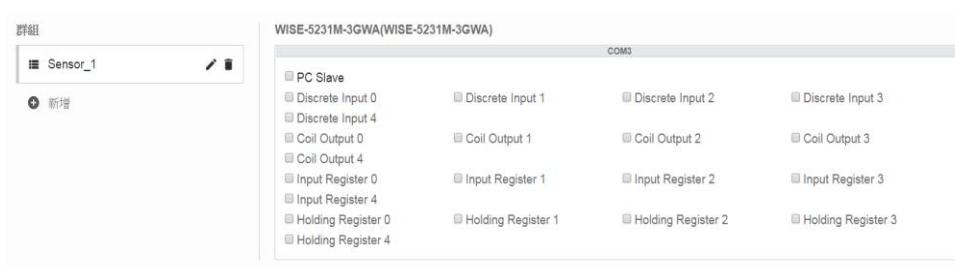 群組
WISE-5231M-3GWA(WISE-5231M-3GWA)
Sensor_1
新增
COM3
PC Slave
Discrete Input 0 Discrete Input 1 Discrete Input 2 Discrete Input 3
Discrete Input 4
Coil Output 0 Coil Output 1 Coil Output 2 Coil Output 3
Coil Output 4
Input Register 0 Input Register 1 Input Register 2 Input Register 3
Input Register 4
Holding Register 0 Holding Register 1 Holding Register 2 Holding Register 3
Holding Register 4